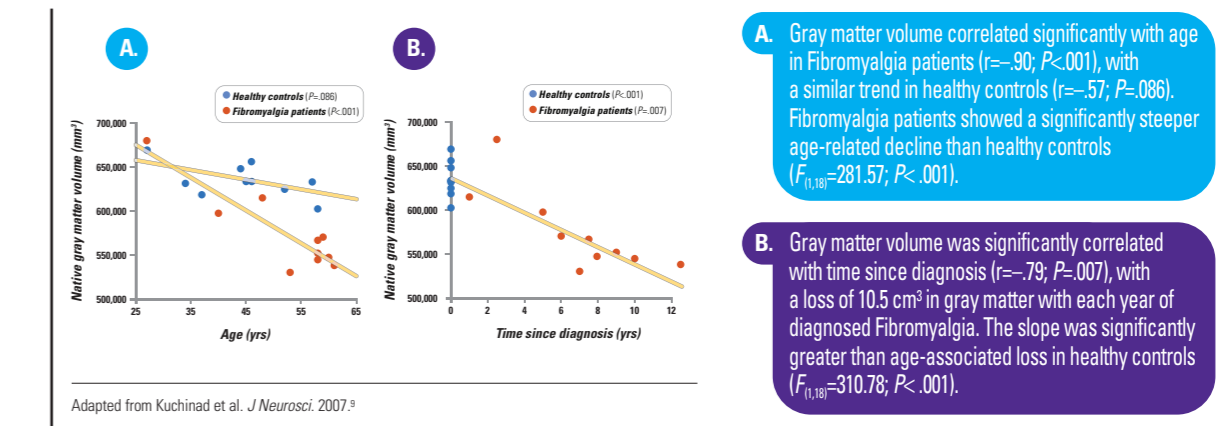 A.
Healthy controls (P=.086)
Fibromyalgia patients (P<.001)
Native gray matter volume (mm³)
700,000
650,000
600,000
550,000
500,000
25 35 45 55 65
Age (yrs)
B.
Healthy controls (P<.001)
Fibromyalgia patients (P=.007)
Native gray matter volume (mm³)
700,000
650,000
600,000
550,000
500,000
0 2 4 6 8 10 12
Time since diagnosis (yrs)
Adapted from Kuchinad et al. J Neurosci. 2007.⁹
A. Gray matter volume correlated significantly with age
in Fibromyalgia patients (r=–.90; P<.001), with
a similar trend in healthy controls (r=–.57; P=.086).
Fibromyalgia patients showed a significantly steeper
age-related decline than healthy controls
(F(1,18)=281.57; P< .001).
B. Gray matter volume was significantly correlated
with time since diagnosis (r=–.79; P=.007), with
a loss of 10.5 cm³ in gray matter with each year of
diagnosed Fibromyalgia. The slope was significantly
greater than age-associated loss in healthy controls
(F(1,18)=310.78; P< .001).